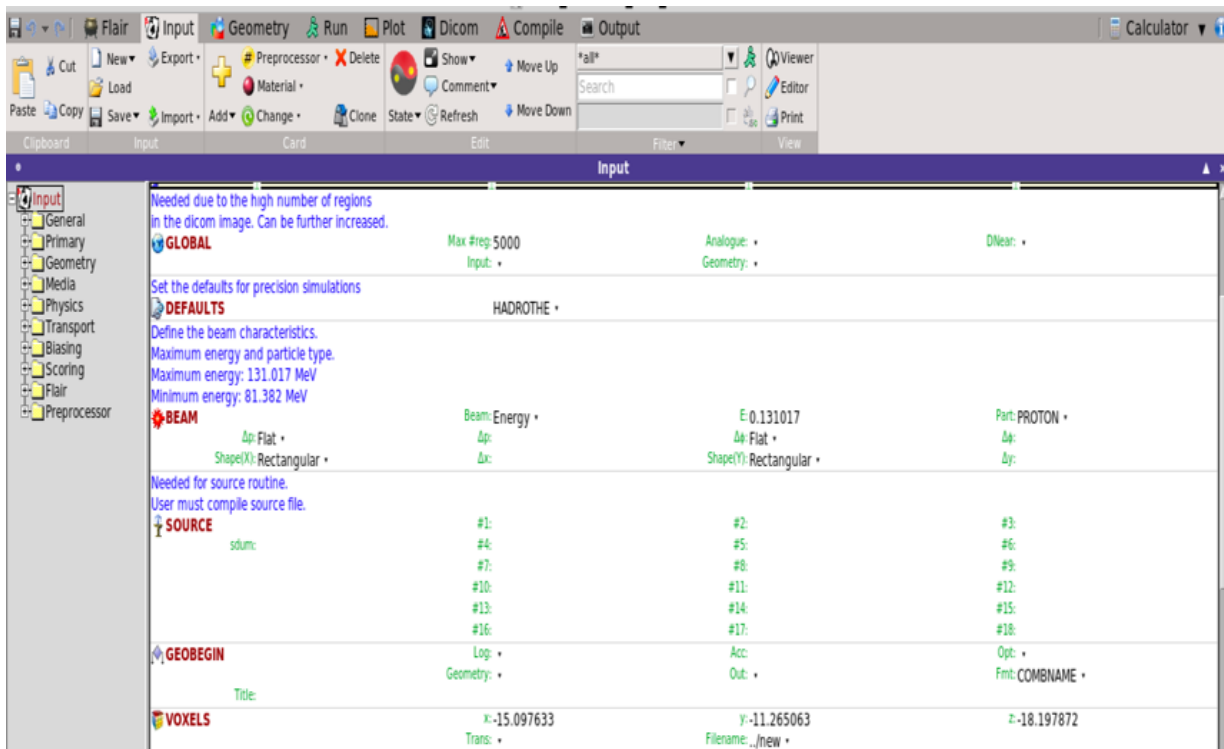 Flair Input Geometry Run Plot Dicom Compile Output Calculator
Cut New Export Preprocessor Delete Show Move Up *all* Viewer
Load Material Comment Search Editor
Paste Copy Save Import Add Change Clone State Refresh Move Down Print
Clipboard Input Card Edit Filter View
Input
Input
General
Primary
Geometry
Media
Physics
Transport
Biasing
Scoring
Flair
Preprocessor
Needed due to the high number of regions
in the dicom image. Can be further increased.
GLOBAL Max #reg: 5000 Analogue: DNear:
Input: Geometry:
Set the defaults for precision simulations
DEFAULTS HADROTHE
Define the beam characteristics.
Maximum energy and particle type.
Maximum energy: 131.017 MeV
Minimum energy: 81.382 MeV
BEAM Beam: Energy E: 0.131017 Part: PROTON
Δp: Flat Δp: Δϕ: Flat Δϕ:
Shape(X): Rectangular Δx: Shape(Y): Rectangular Δy:
Needed for source routine.
User must compile source file.
SOURCE #1: #2: #3:
sdum: #4: #5: #6:
#7: #8: #9:
#10: #11: #12:
#13: #14: #15:
#16: #17: #18:
GEOBEGIN Log: Acc: Opt:
Geometry: Out: Fmt: COMBNAME
Title:
VOXELS x: -15.097633 y: -11.265063 z: -18.197872
Trans: Filename: ../new